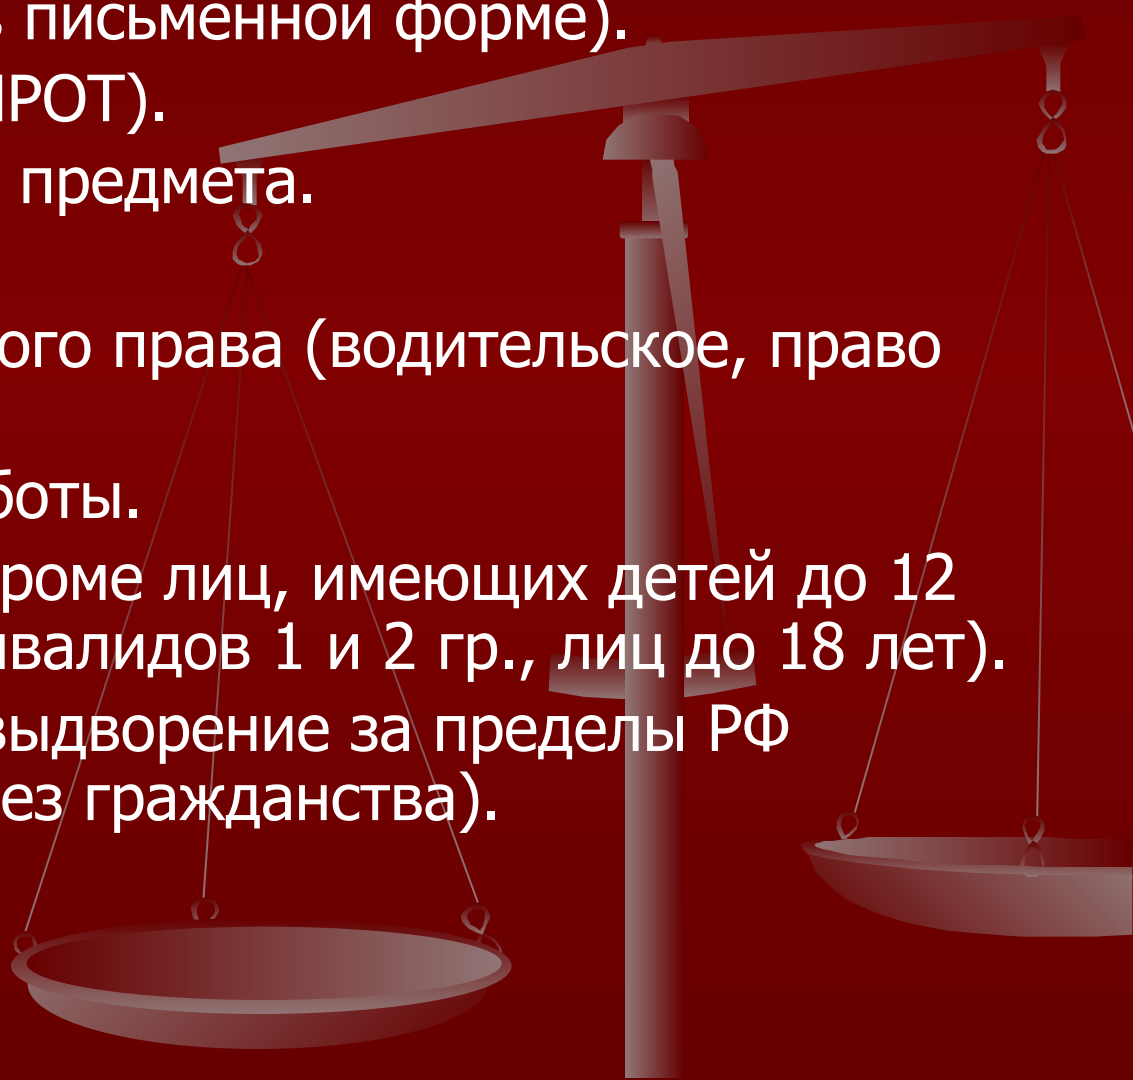 ь письменной форме).
РОТ).
предмета.
ого права (водительское, право
боты.
роме лиц, имеющих детей до 12
валидов 1 и 2 гр., лиц до 18 лет).
выдворение за пределы РФ
ез гражданства).